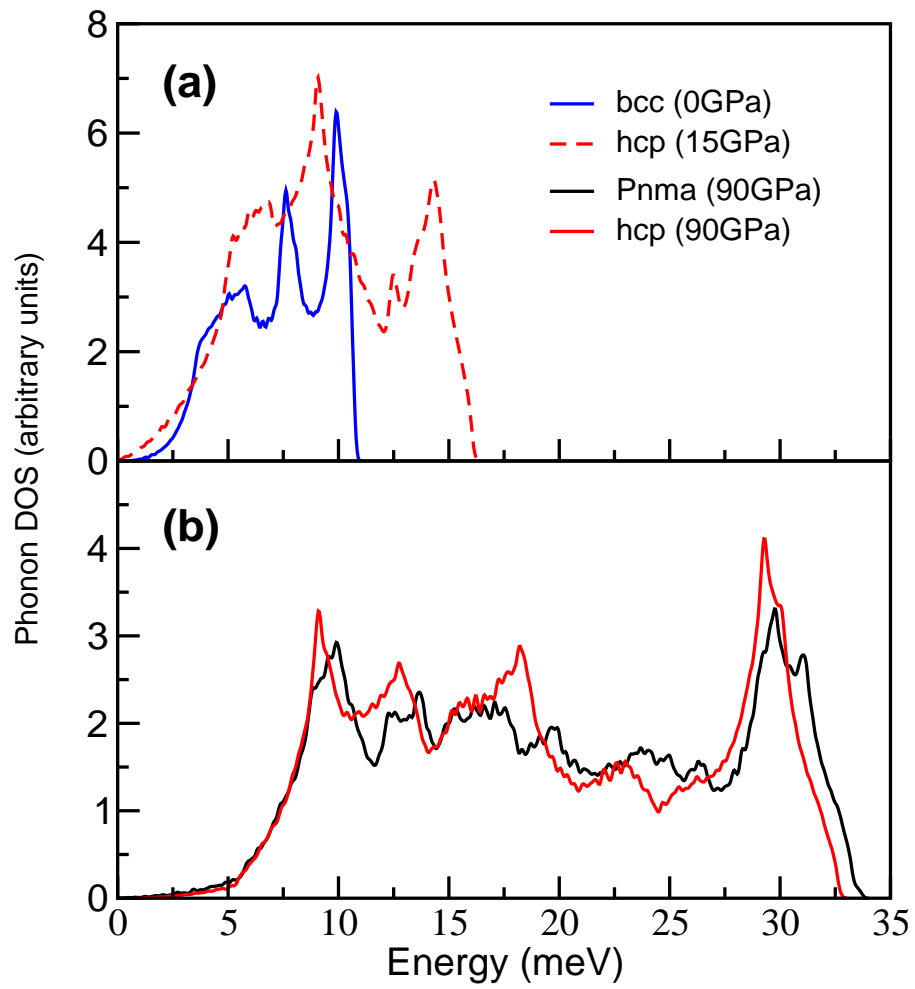 8
(a)
bcc (0GPa)
hcp (15GPa)
Pnma (90GPa)
hcp (90GPa)
6
4
2
0
Phonon DOS (arbitrary units)
(b)
4
3
2
1
0
0 5 10 15 20 25 30 35
Energy (meV)